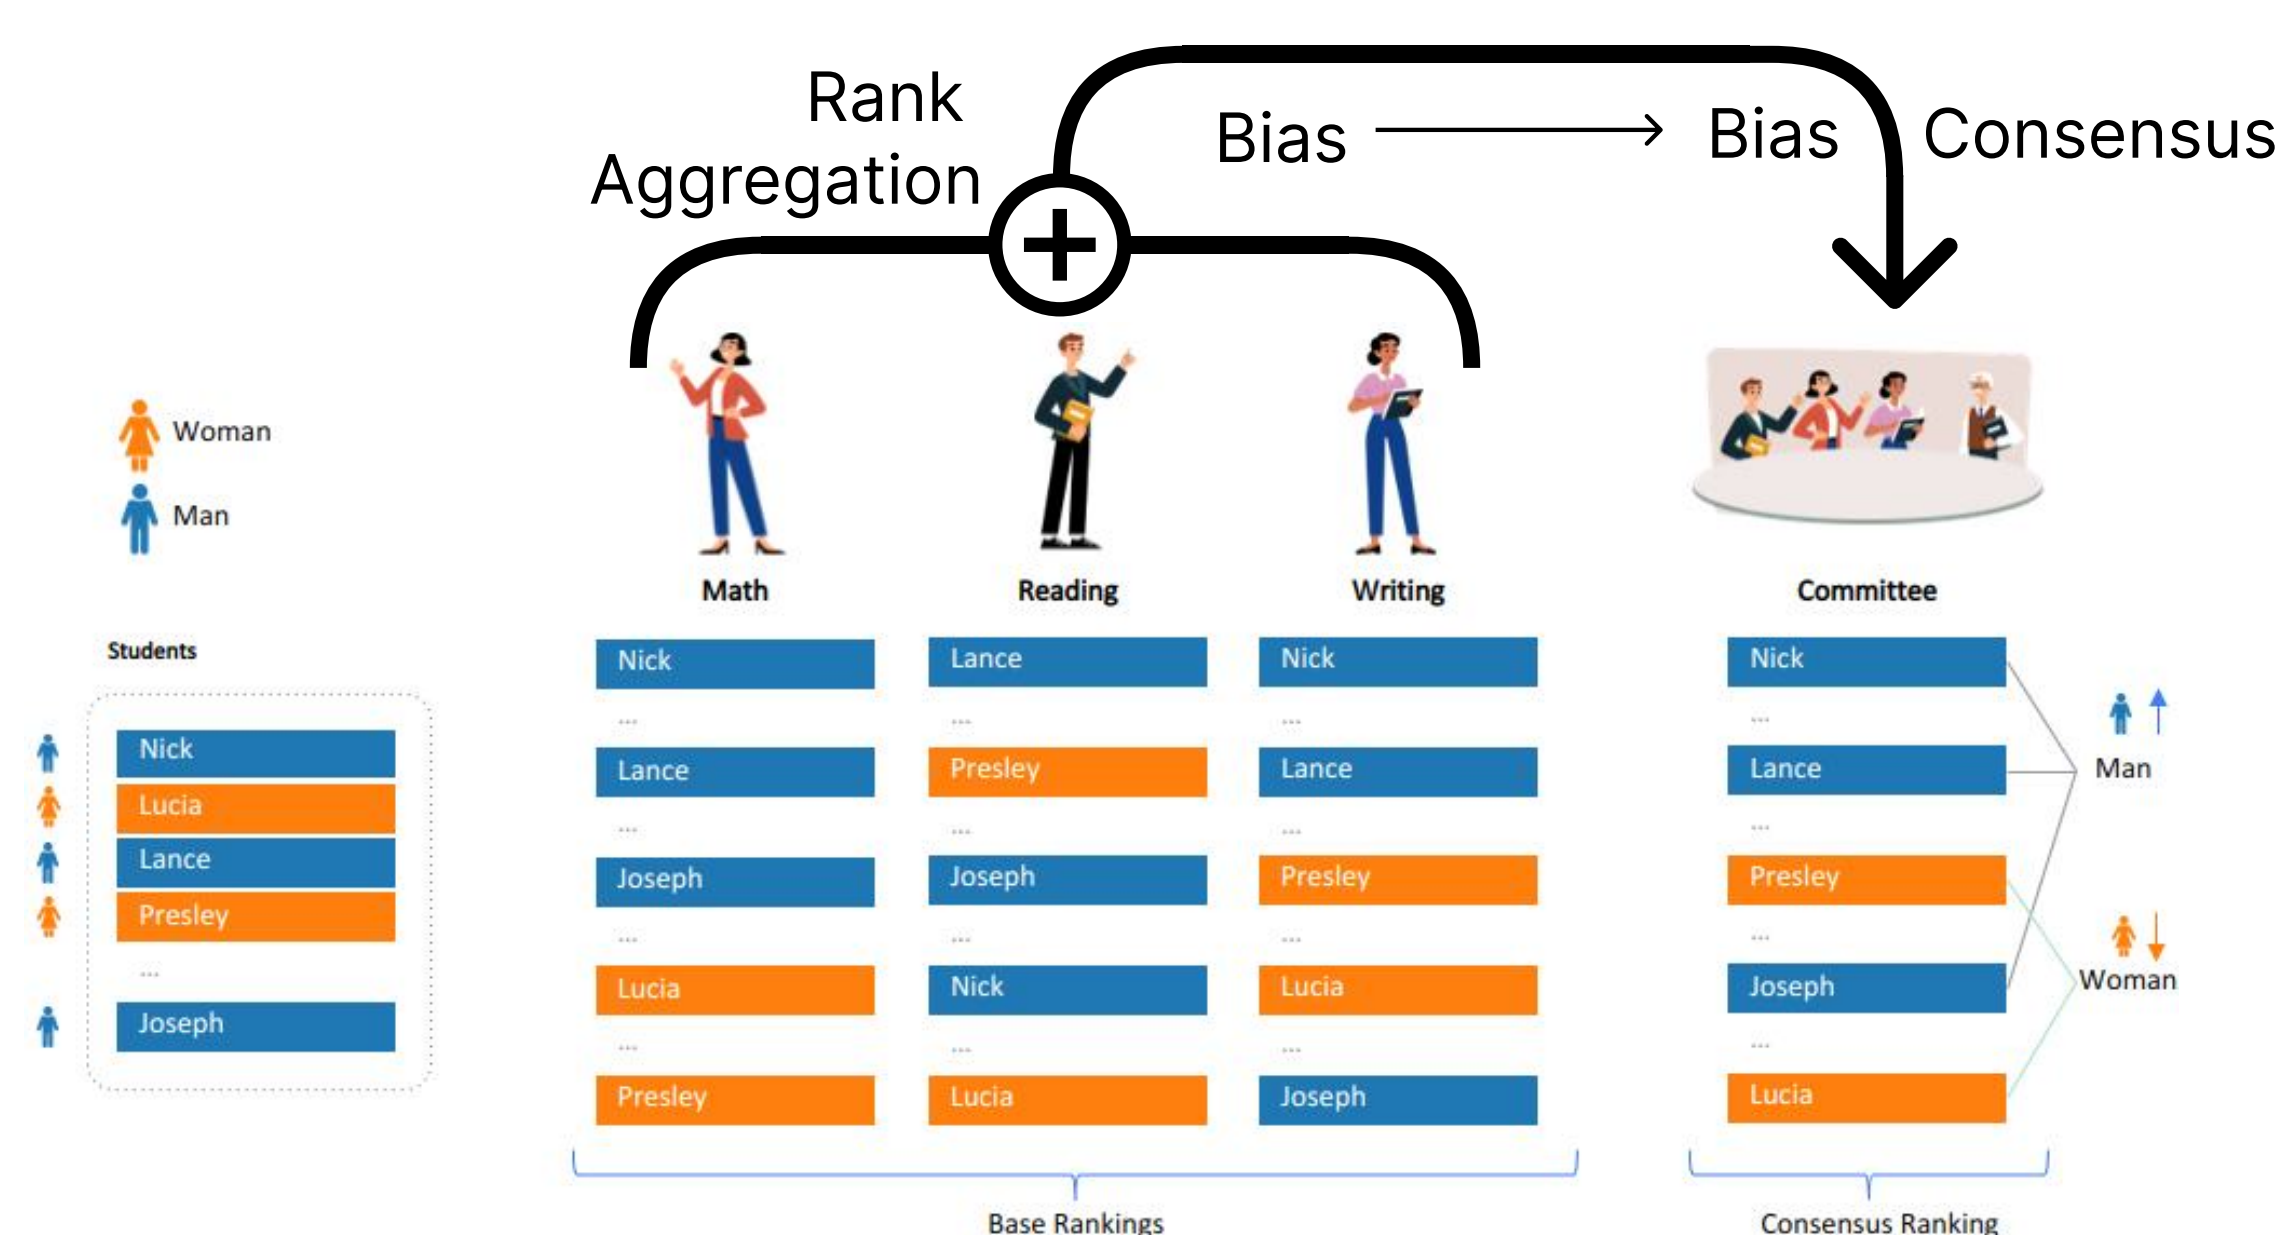 Rank
Aggregation
Bias
Bias
Consensus
Woman
Man
Students
Nick
Lucia
Lance
Presley
...
Joseph
Math
Nick
...
Lance
...
Joseph
...
Lucia
...
Presley
Reading
Lance
...
Presley
...
Joseph
...
Nick
...
Lucia
Writing
Nick
...
Lance
...
Presley
...
Lucia
...
Joseph
Base Rankings
Committee
Nick
...
Lance
...
Presley
...
Joseph
...
Lucia
Man
Woman
Consensus Ranking